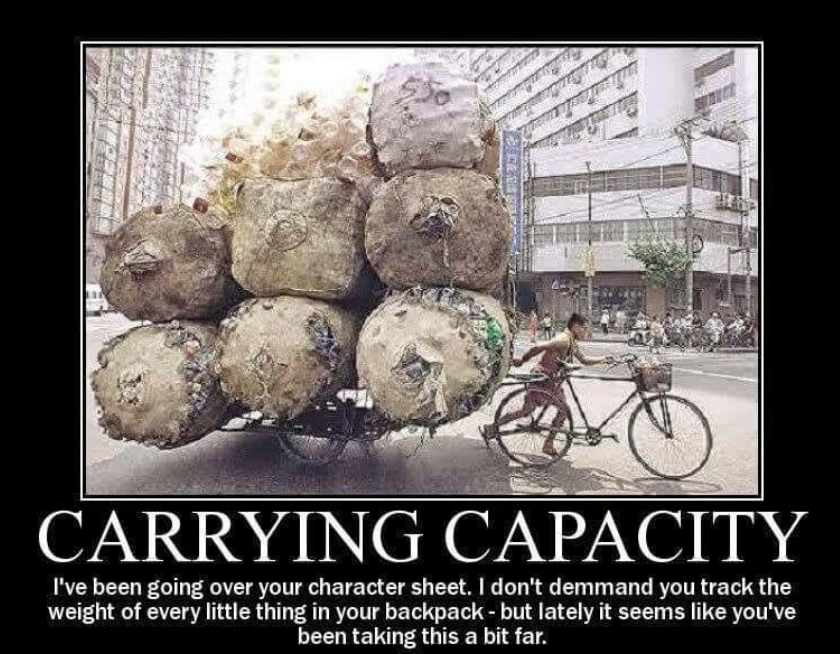 CARRYING CAPACITY
I've been going over your character sheet. I don't demmand you track the
weight of every little thing in your backpack - but lately it seems like you've
been taking this a bit far.